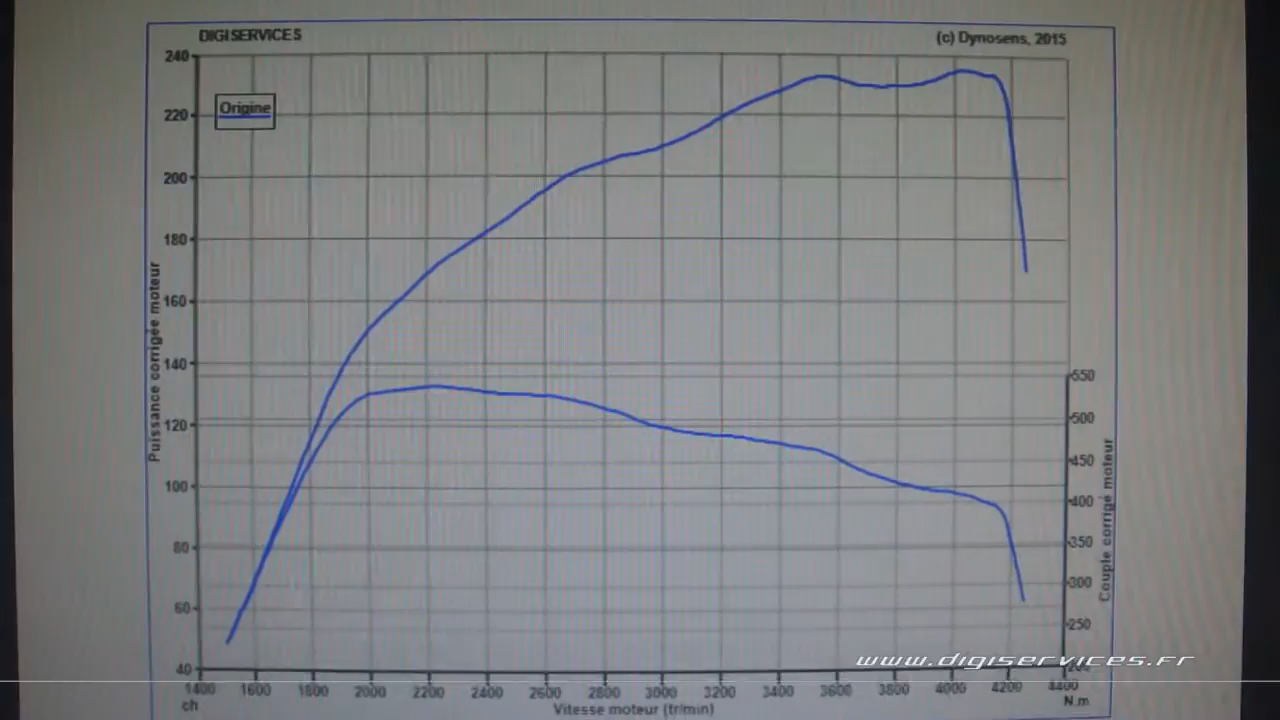 DIGISERVICES
(c) Dynosens, 2015
Origine
240
220
200
180
160
140
120
100
80
60
40
Puissance corrigée moteur
550
500
450
400
350
300
250
Couple corrigé moteur
www.digiservices.fr
1400 1600 1800 2000 2200 2400 2600 2800 3000 3200 3400 3600 3800 4000 4200 4400
ch
Vitesse moteur (tr/min)
N.m